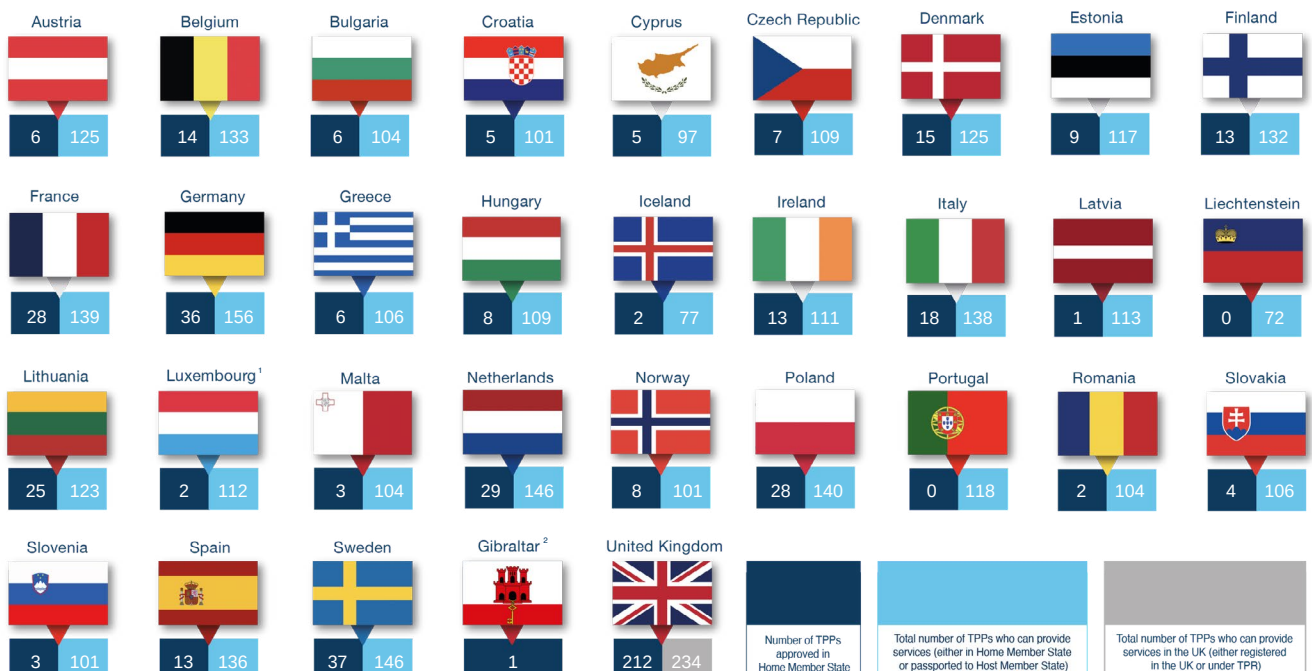 Austria Belgium Bulgaria Croatia Cyprus Czech Republic Denmark Estonia Finland
6 125 14 133 6 104 5 101 5 97 7 109 15 125 9 117 13 132
France Germany Greece Hungary Iceland Ireland Italy Latvia Liechtenstein
28 139 36 156 6 106 8 109 2 77 13 111 18 138 1 113 0 72
Lithuania Luxembourg 1 Malta Netherlands Norway Poland Portugal Romania Slovakia
25 123 2 112 3 104 29 146 8 101 28 140 0 118 2 104 4 106
Slovenia Spain Sweden Gibraltar 2 United Kingdom
3 101 13 136 37 146 1 212 234
Number of TPPs
approved in
Home Member State
Total number of TPPs who can provide
services (either in Home Member State
or passported to Host Member State)
Total number of TPPs who can provide
services in the UK (either registered
in the UK or under TPR)